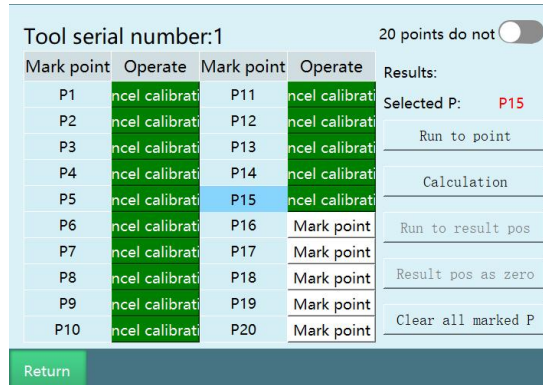 Tool serial number:1
20 points do not
Mark point Operate Mark point Operate
Results:
Selected P: P15
P1 ncel calibrati P11 ncel calibrati
P2 ncel calibrati P12 ncel calibrati
P3 ncel calibrati P13 ncel calibrati
P4 ncel calibrati P14 ncel calibrati
P5 ncel calibrati P15 ncel calibrati
P6 ncel calibrati P16 Mark point
P7 ncel calibrati P17 Mark point
P8 ncel calibrati P18 Mark point
P9 ncel calibrati P19 Mark point
P10 ncel calibrati P20 Mark point
Run to point
Calculation
Run to result pos
Result pos as zero
Clear all marked P
Return